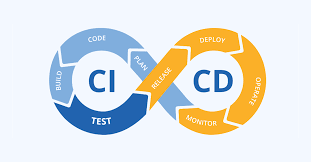 CODE
DEPLOY
PLAN
BUILD
CI
RELEASE
CD
OPERATE
TEST
MONITOR